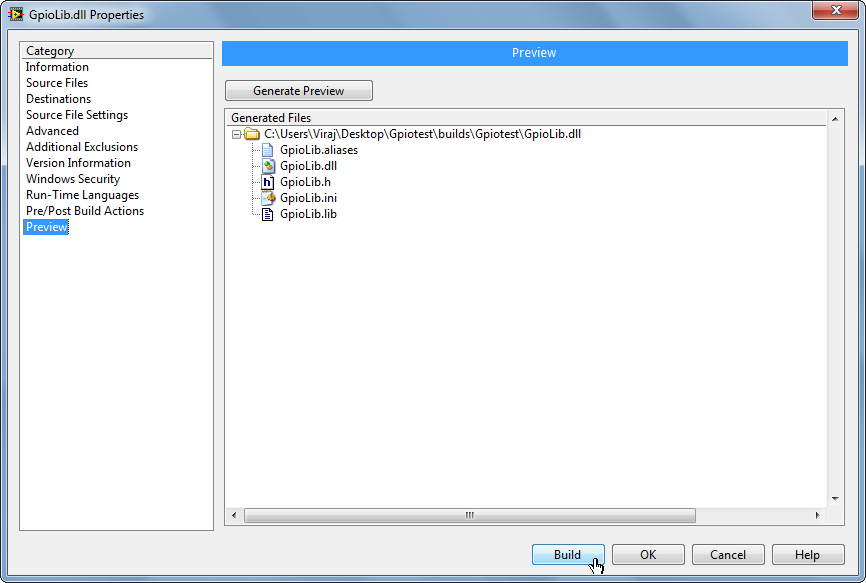 GpioLib.dll Properties
Category
Information
Source Files
Destinations
Source File Settings
Advanced
Additional Exclusions
Version Information
Windows Security
Run-Time Languages
Pre/Post Build Actions
Preview
Preview
Generate Preview
Generated Files
C:\Users\Viraj\Desktop\Gpiotest\builds\Gpiotest\GpioLib.dll
GpioLib.aliases
GpioLib.dll
GpioLib.h
GpioLib.ini
GpioLib.lib
Build
OK
Cancel
Help